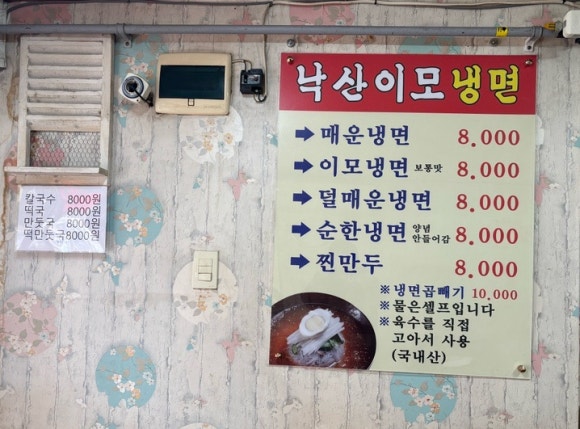 낙산이모냉면
➡ 매운냉면 8.000
➡ 이모냉면 보통맛 8.000
➡ 덜매운냉면 8.000
➡ 순한냉면 양념 안들어감 8.000
➡ 찐만두 8.000
※냉면곱빼기 10.000
※물은셀프입니다
※육수를 직접
고아서 사용
(국내산)
칼국수 8000원
떡국 8000원
만둣국 8000원
떡만둣국8000원